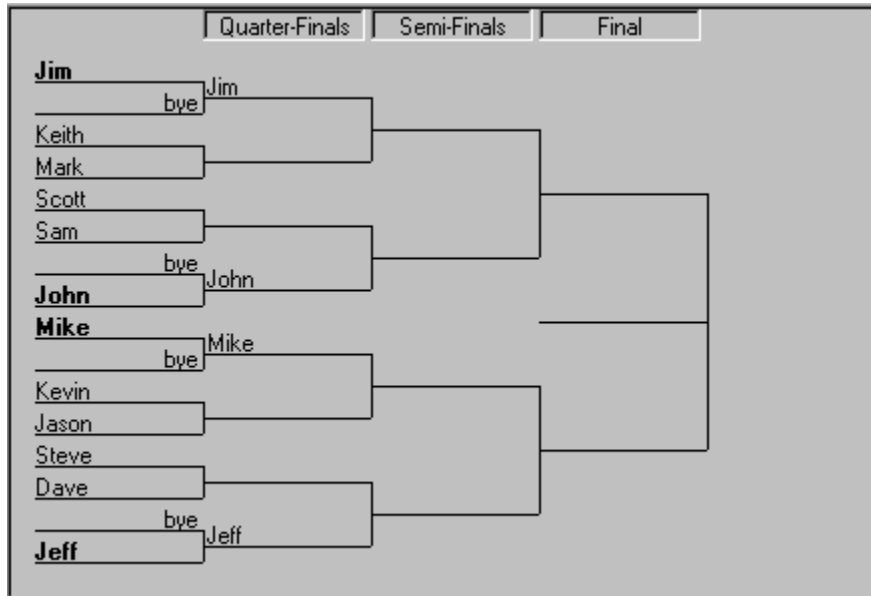 Quarter-Finals Semi-Finals Final
Jim
Jim
bye
Keith
Mark
Scott
Sam
bye
John
John
Mike
Mike
bye
Kevin
Jason
Steve
Dave
bye
Jeff
Jeff